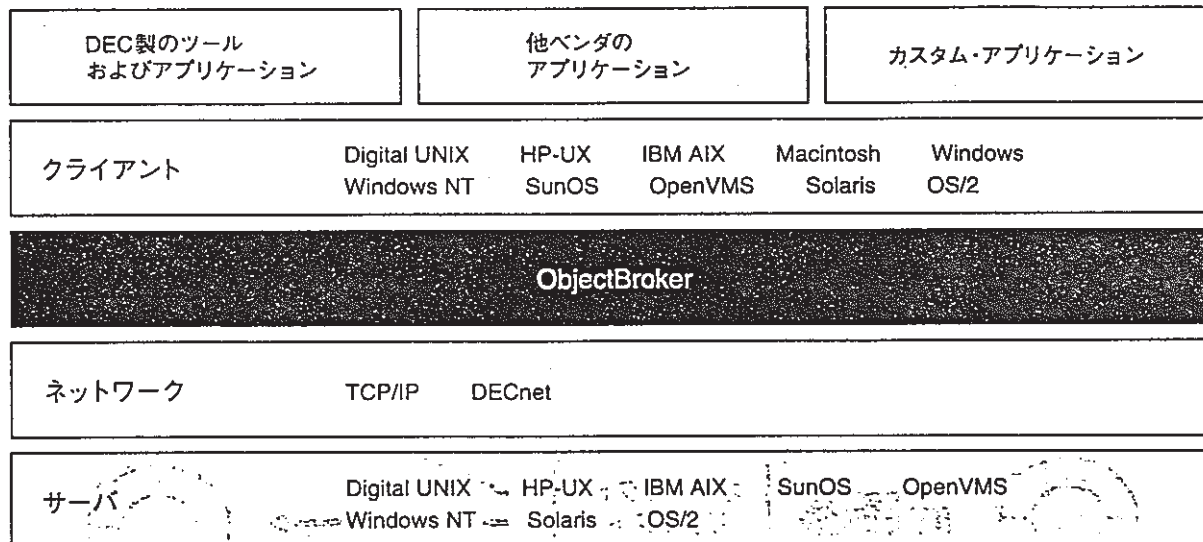 DEC製のツール
およびアプリケーション
他ベンダの
アプリケーション
カスタム・アプリケーション
クライアント
Digital UNIX HP-UX IBM AIX Macintosh Windows
Windows NT SunOS OpenVMS Solaris OS/2
ObjectBroker
ネットワーク
TCP/IP DECnet
サーバ
Digital UNIX HP-UX IBM AIX SunOS OpenVMS
Windows NT Solaris OS/2